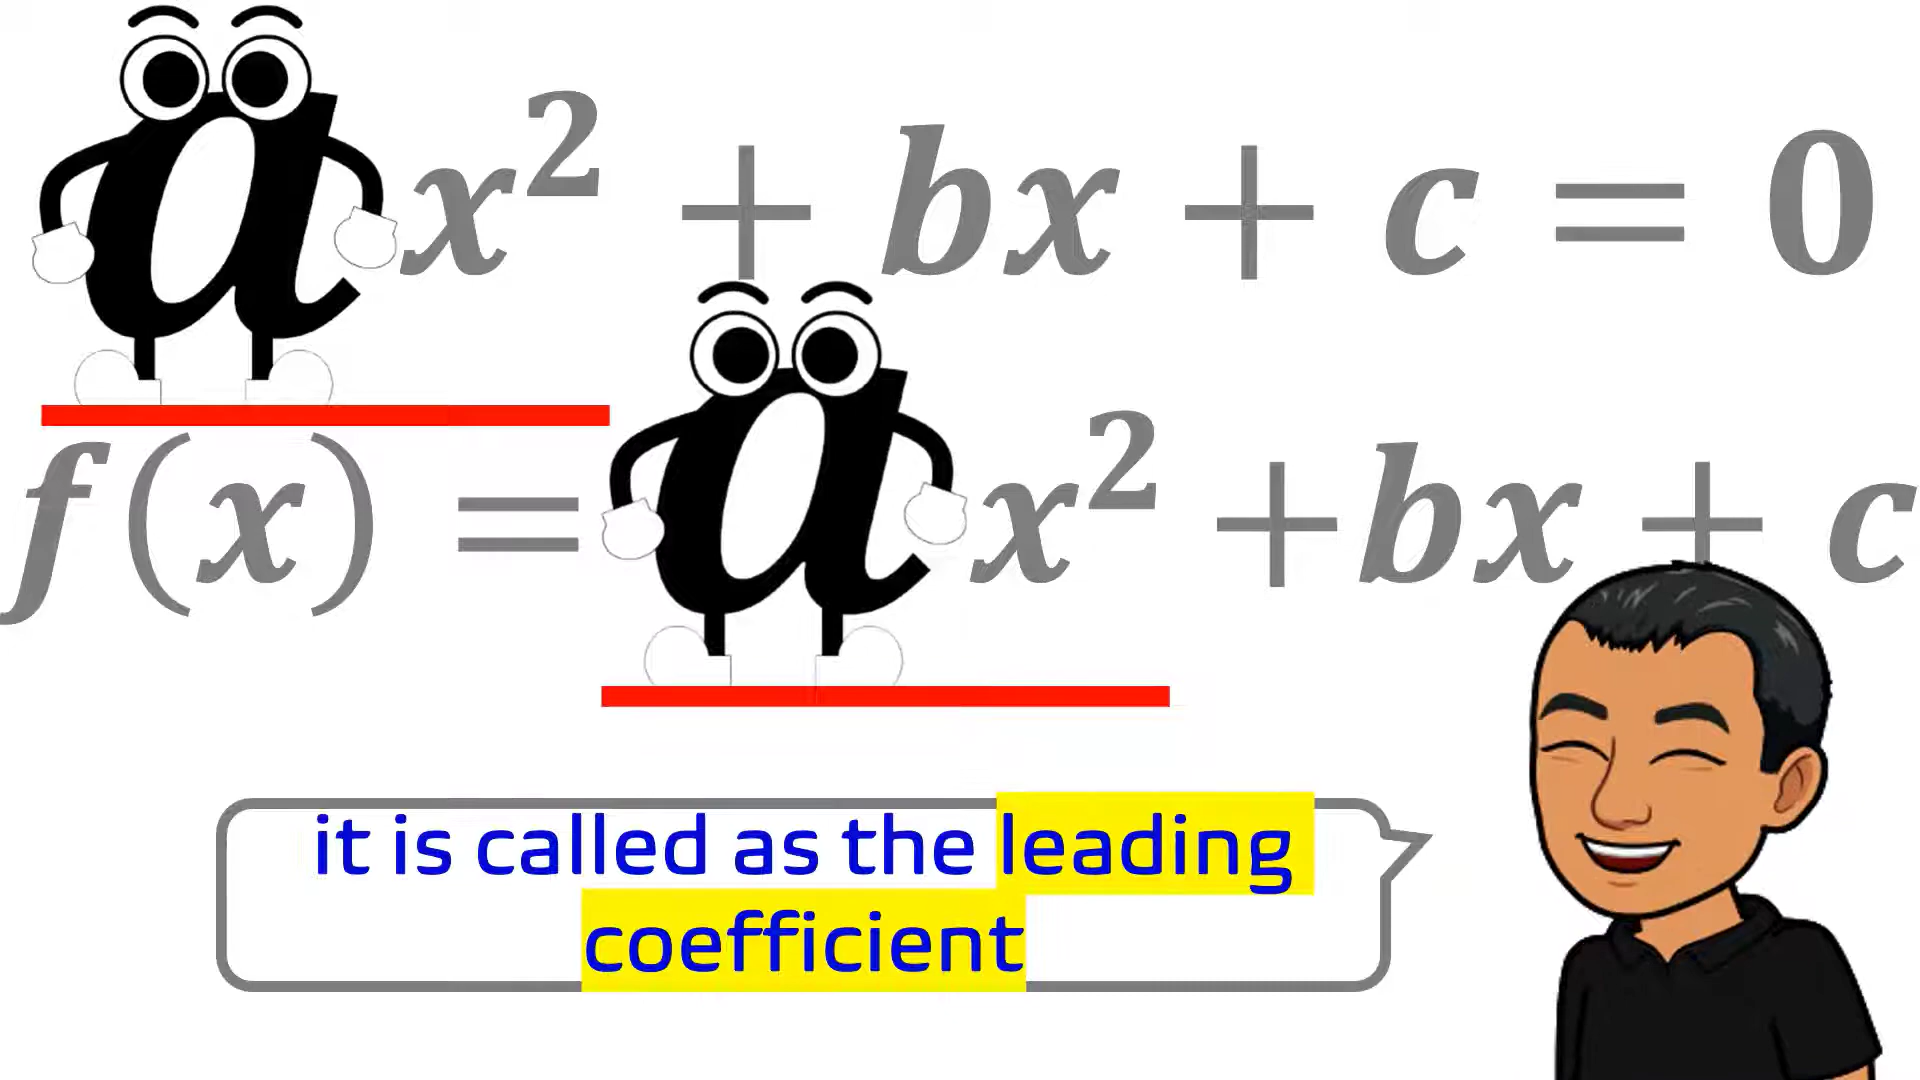 ax² + bx + c = 0
f(x) = ax² +bx + c
it is called as the leading
coefficient